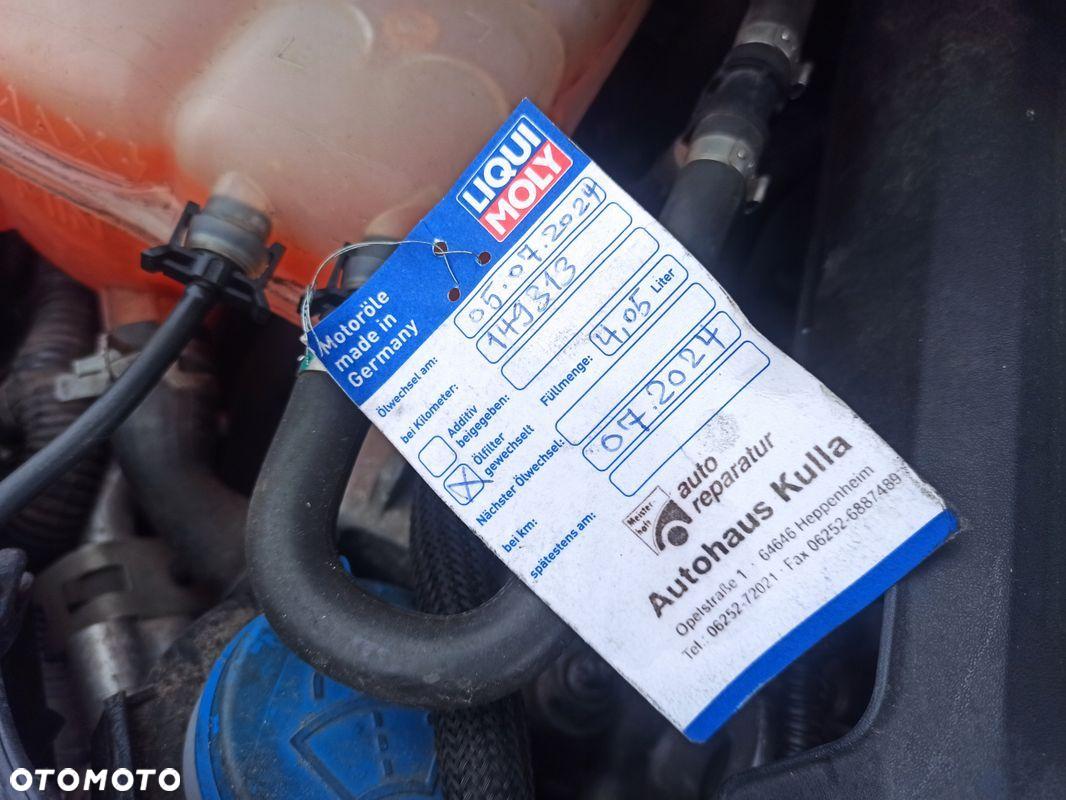 LIQUI
MOLY
Motoröle
made in
Germany
Ölwechsel am: 05.07.2024
bei Kilometer: 149313
Additiv
beigegeben:
Ölfilter
gewechselt
Füllmenge: 4,05 Liter
Nächster Ölwechsel:
bei km: 07.2024
spätestens am:
Meister-
haft
auto
reparatur
Autohaus Kulla
Opelstraße 1 · 64646 Heppenheim
Tel.: 06252-72021 · Fax 06252-6887489
OTOMOTO